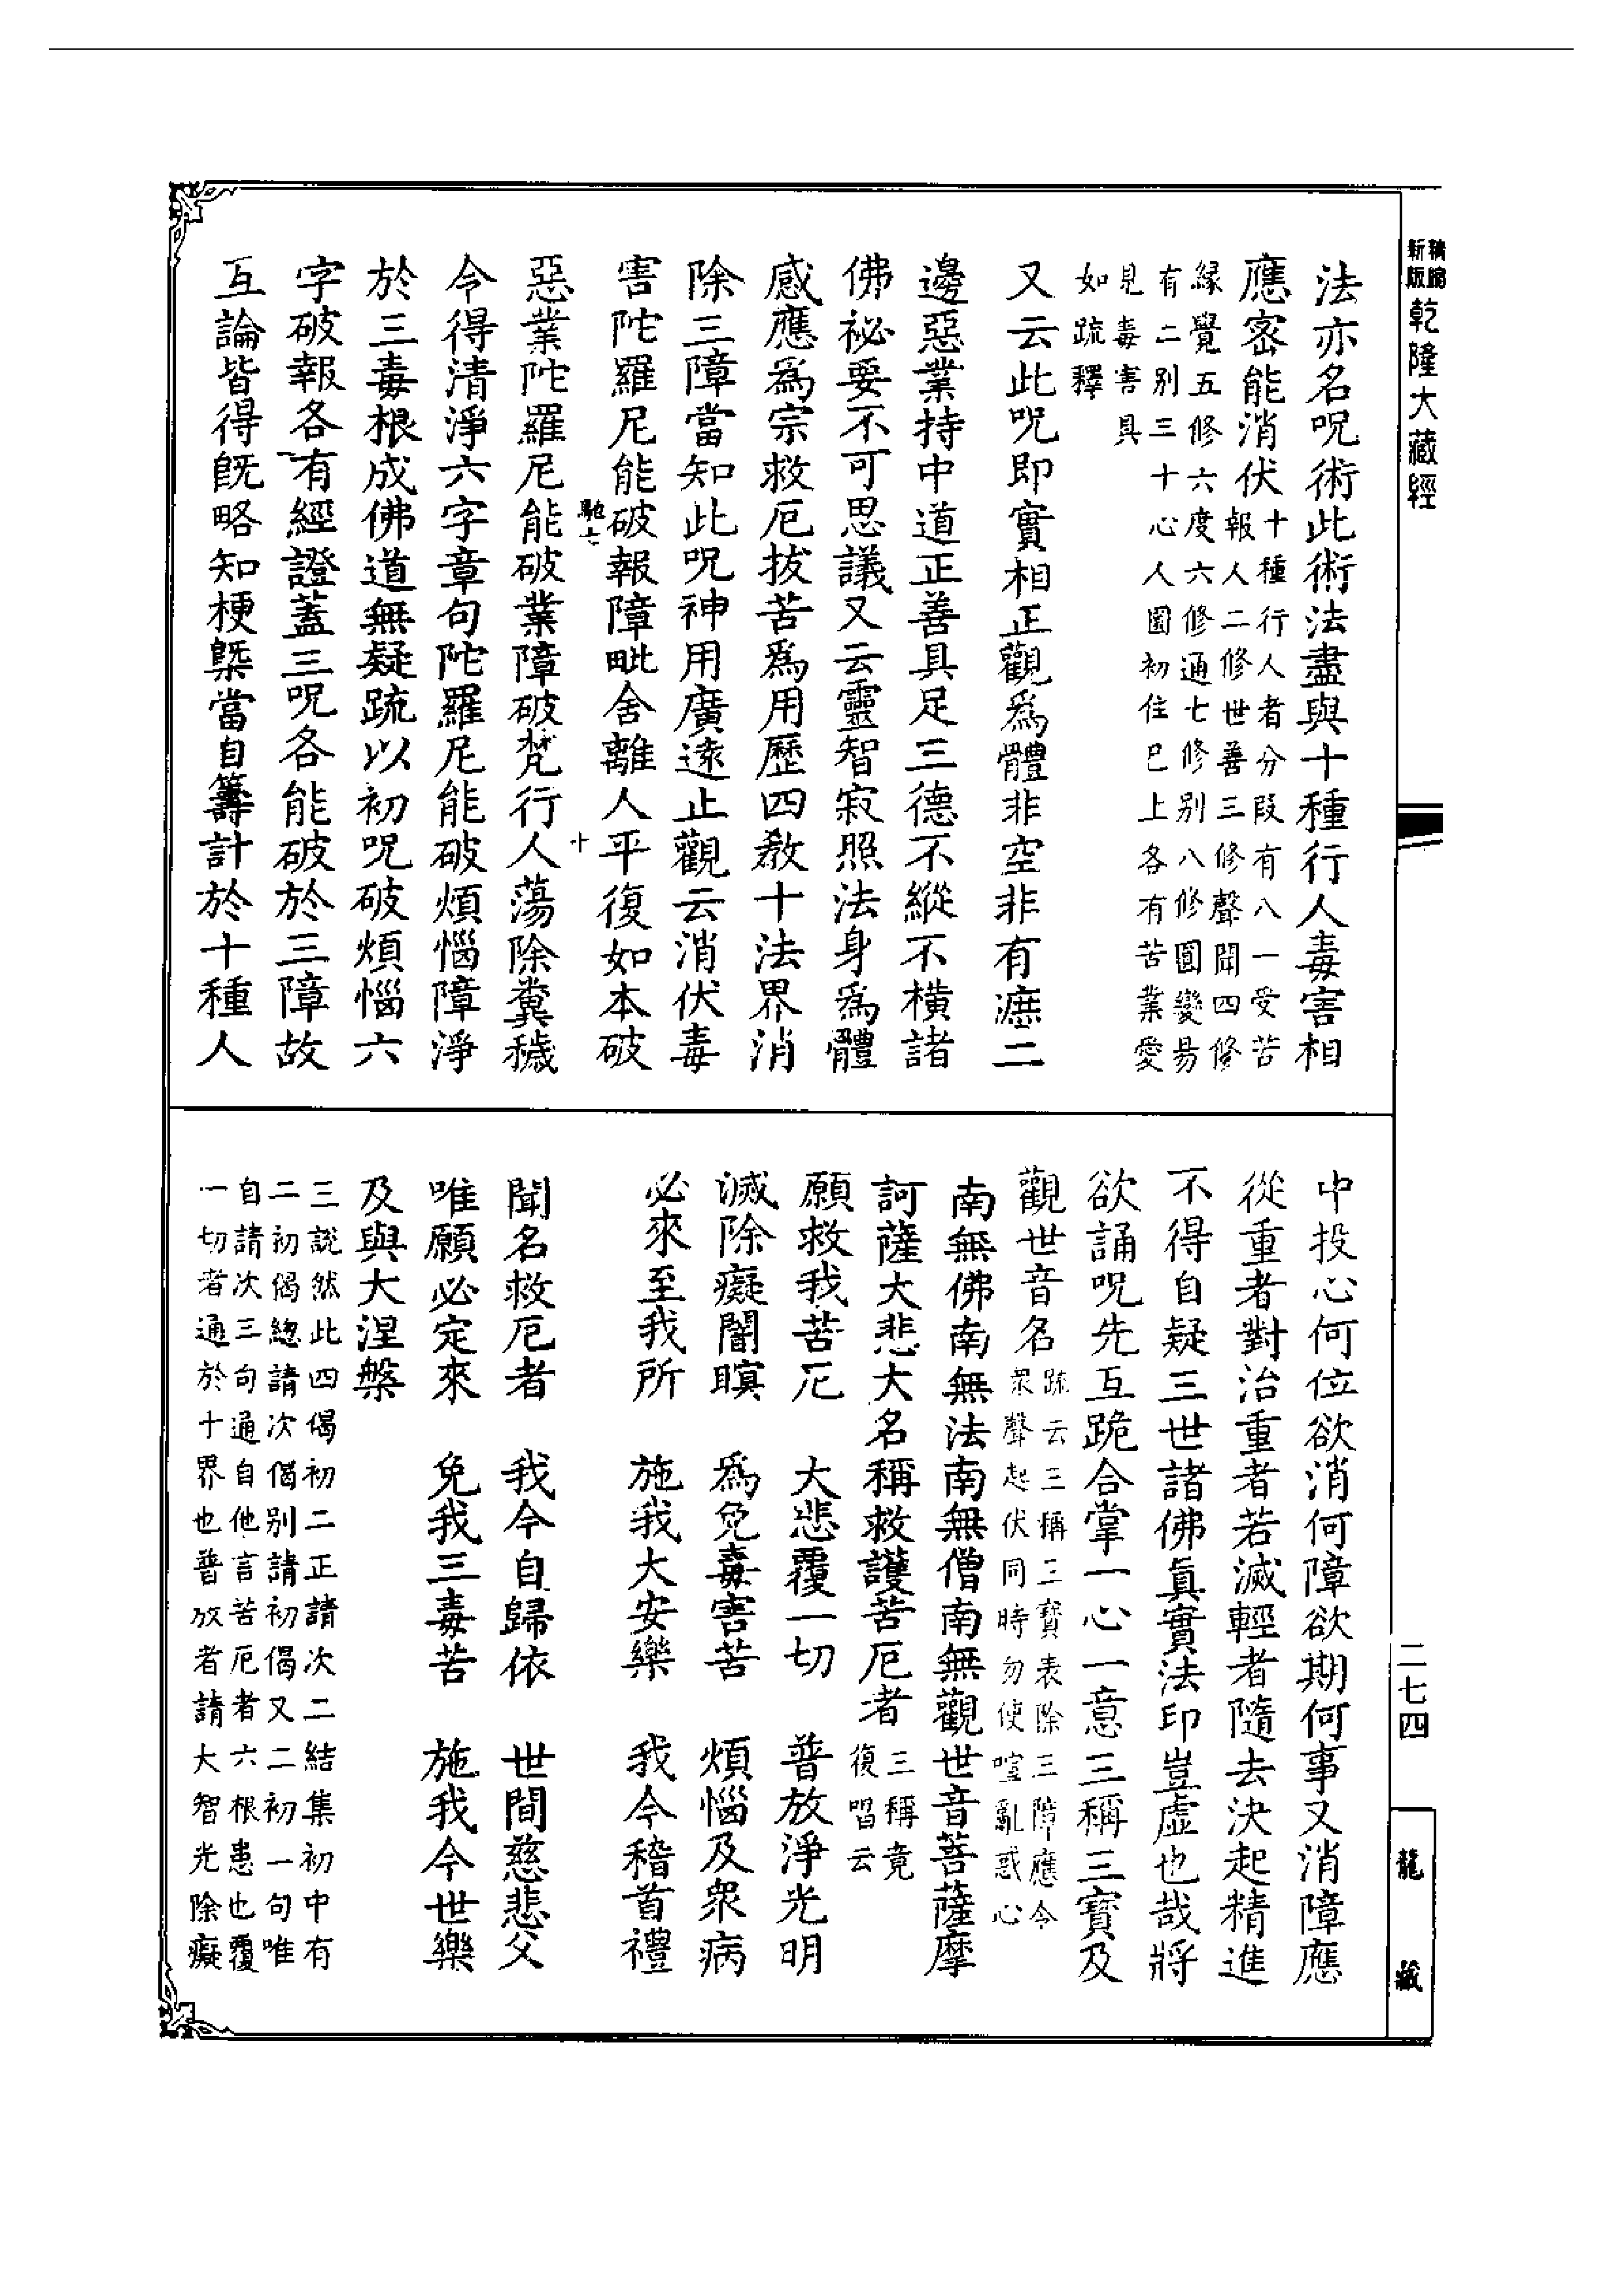 新編
新版
乾隆大藏經
法亦名呪術此術法盡與十種行人毒害相
應密能消伏十種行人者分段有八一受苦
報人二修世善三修聲聞四修
緣覺五修六度六修通七修别八修圓變易
有二别三十心人圓初住已上各有苦業愛
見毒害具
如疏釋
又云此呪即實相正觀爲體非空非有遮二
邊惡業持中道正善具足三德不縱不橫諸
佛祕要不可思議又云靈智寂照法身爲體
感應爲宗救厄拔苦爲用歷四教十法界消
除三障當知此呪神用廣遠止觀云消伏毒
害陀羅尼能破報障毗舍離人平復如本破
惡業陀羅尼能破業障破梵行人蕩除糞穢
令得清淨六字章句陀羅尼能破煩惱障淨
於三毒根成佛道無疑疏以初呪破煩惱六
字破報各有經證蓋三呪各能破於三障故
互論皆得旣略知梗槩當自籌計於十種人
馳七
十
中投心何位欲消何障欲期何事又消障應
從重者對治重者若滅輕者隨去決起精進
不得自疑三世諸佛眞實法印豈虛也哉將
欲誦呪先互跪合掌一心一意三稱三寶及
觀世音名疏云三稱三寶表除三障應令
衆聲起伏同時勿使喧亂惑心
南無佛南無法南無僧南無觀世音菩薩摩
訶薩大悲大名稱救護苦厄者三稱竟
復唱云
願救我苦厄　大悲覆一切　普放淨光明
滅除癡闇暝　爲免毒害苦　煩惱及衆病
必來至我所　施我大安樂　我今稽首禮
聞名救厄者　我今自歸依　世間慈悲父
唯願必定來　免我三毒苦　施我今世樂
及與大涅槃
三説然此四偈初二正請次二結集初中有
二初偈總請次偈别請初偈又二初一句唯
自請次三句通自他言苦厄者六根患也覆
一切者通於十界也普放者請大智光除癡
二七四
龍藏